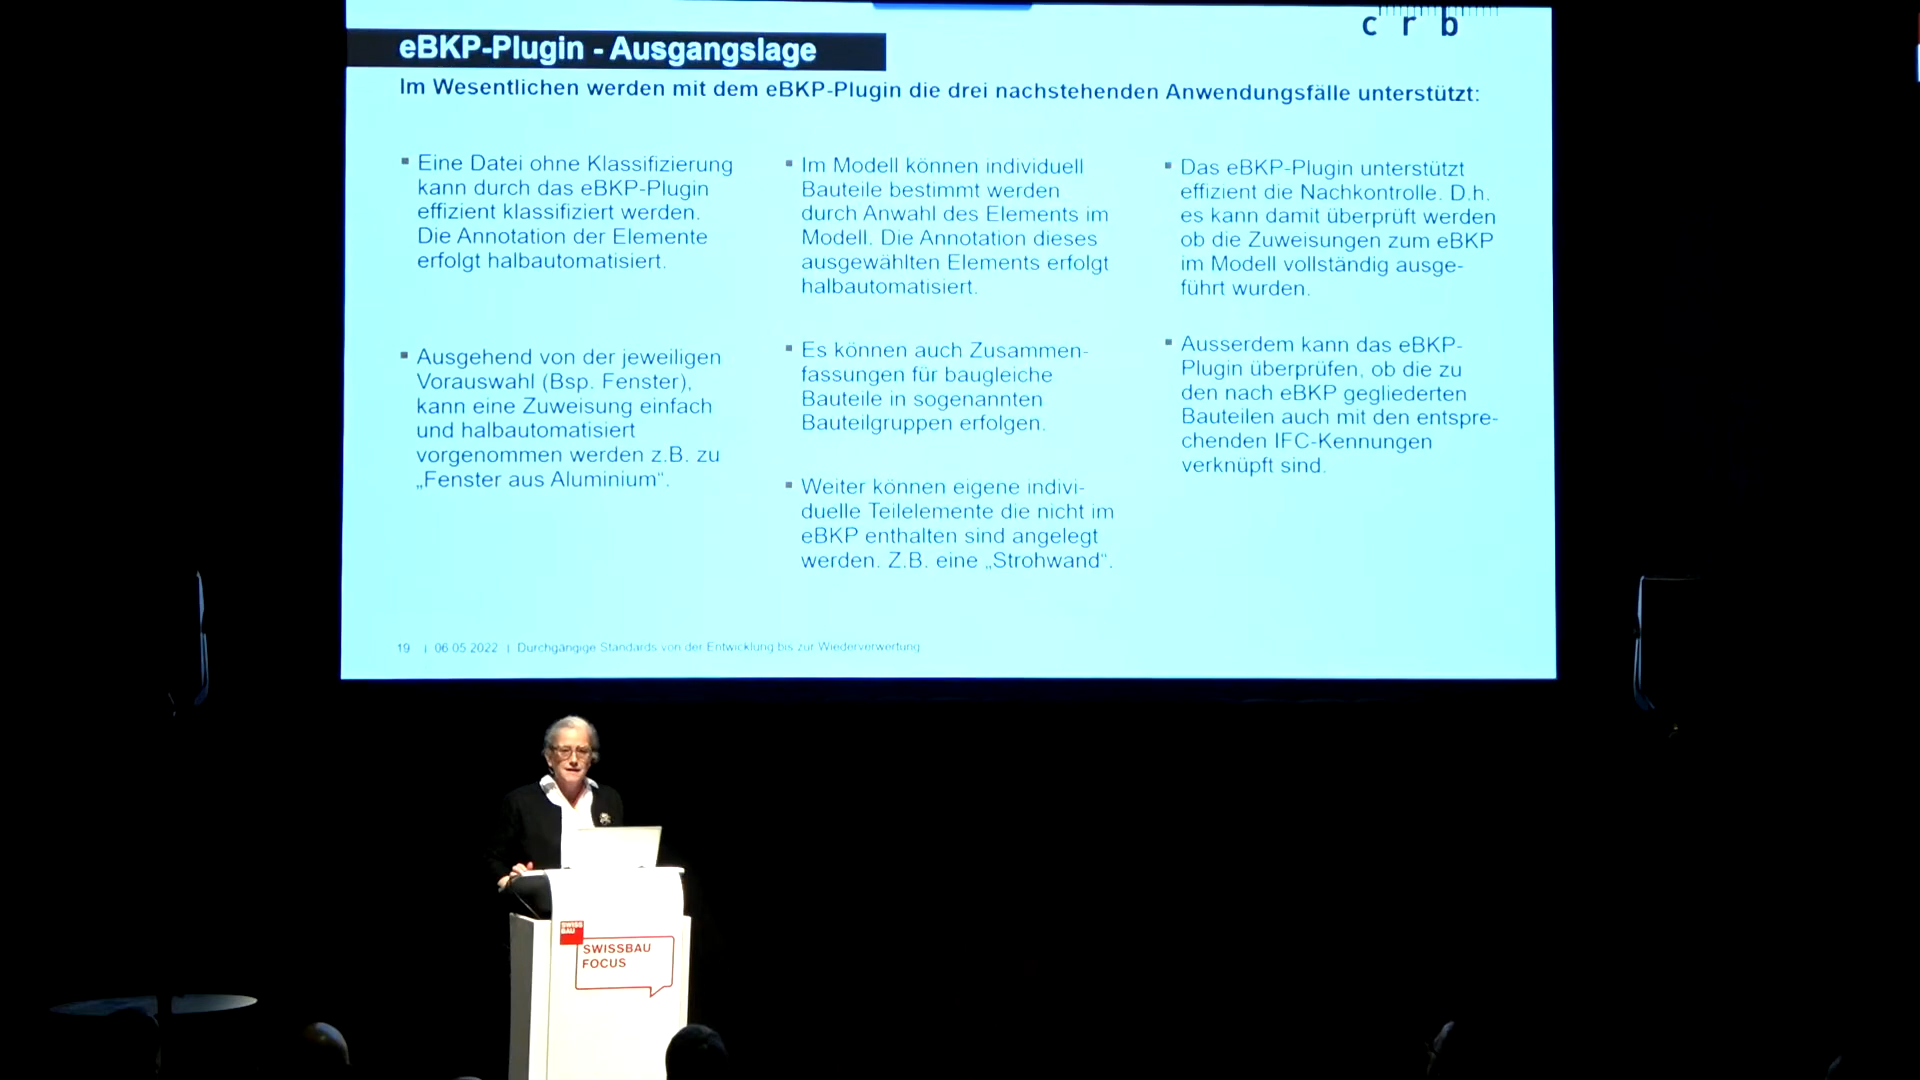 c r b
eBKP-Plugin - Ausgangslage
Im Wesentlichen werden mit dem eBKP-Plugin die drei nachstehenden Anwendungsfälle unterstützt:
▪ Eine Datei ohne Klassifizierung
kann durch das eBKP-Plugin
effizient klassifiziert werden.
Die Annotation der Elemente
erfolgt halbautomatisiert.
▪ Ausgehend von der jeweiligen
Vorauswahl (Bsp. Fenster),
kann eine Zuweisung einfach
und halbautomatisiert
vorgenommen werden z.B. zu
„Fenster aus Aluminium“.
▪ Im Modell können individuell
Bauteile bestimmt werden
durch Anwahl des Elements im
Modell. Die Annotation dieses
ausgewählten Elements erfolgt
halbautomatisiert.
▪ Es können auch Zusammen-
fassungen für baugleiche
Bauteile in sogenannten
Bauteilgruppen erfolgen.
▪ Weiter können eigene indivi-
duelle Teilelemente die nicht im
eBKP enthalten sind angelegt
werden. Z.B. eine „Strohwand“.
▪ Das eBKP-Plugin unterstützt
effizient die Nachkontrolle. D.h.
es kann damit überprüft werden
ob die Zuweisungen zum eBKP
im Modell vollständig ausge-
führt wurden.
▪ Ausserdem kann das eBKP-
Plugin überprüfen, ob die zu
den nach eBKP gegliederten
Bauteilen auch mit den entspre-
chenden IFC-Kennungen
verknüpft sind.
19 | 06.05.2022 | Durchgängige Standards von der Entwicklung bis zur Wiederverwertung
SWISS
BAU
SWISSBAU
FOCUS